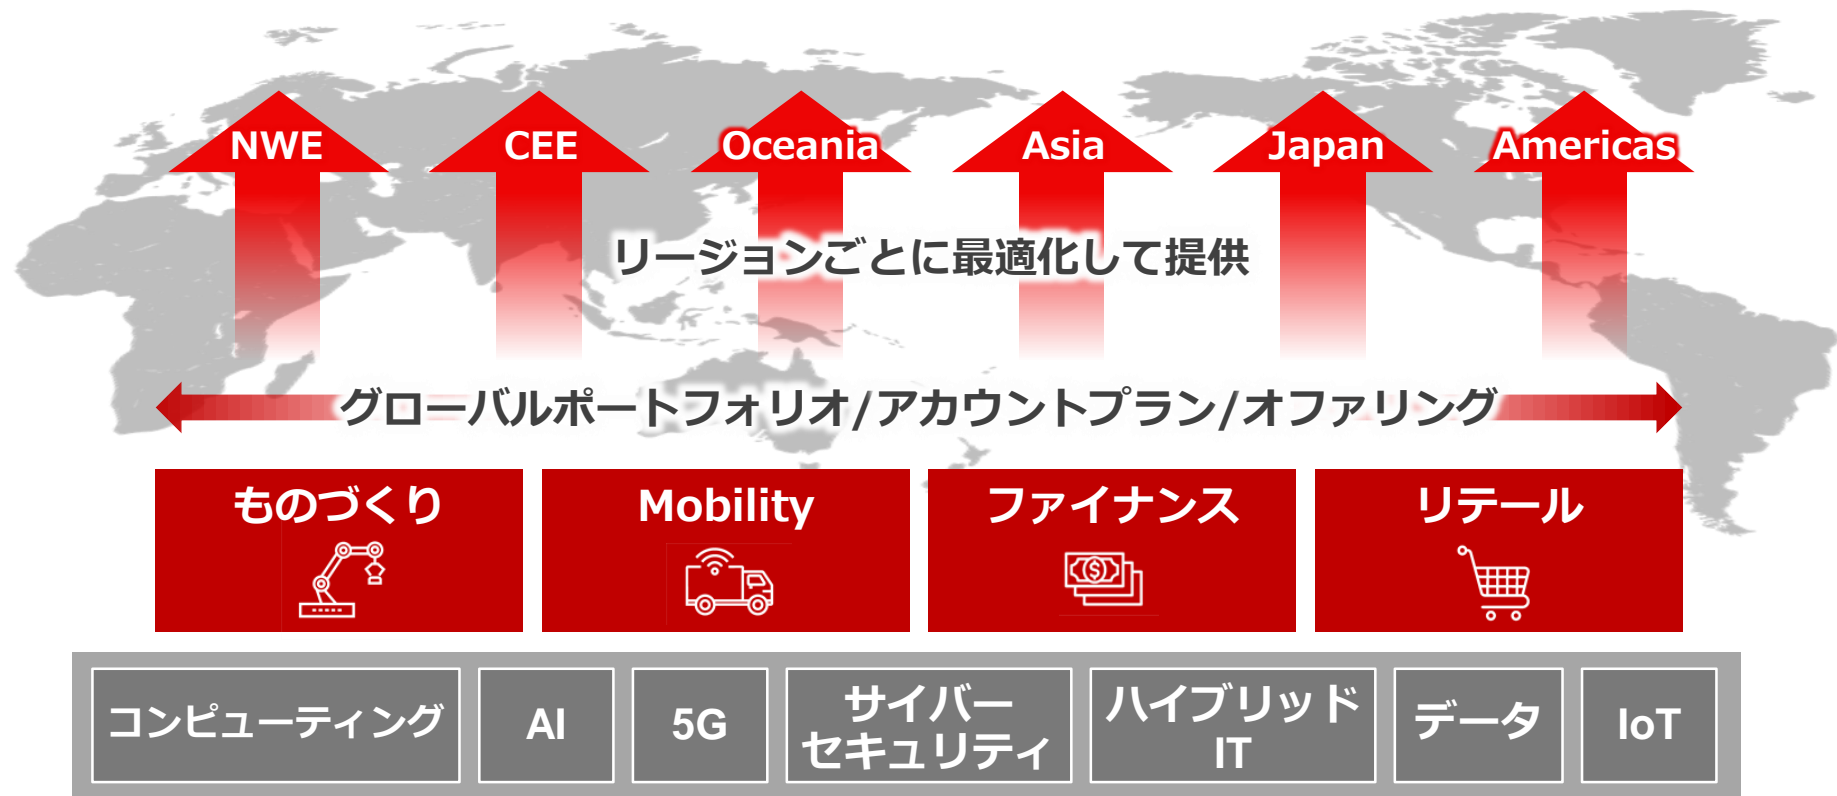 NWE
CEE
Oceania
Asia
Japan
Americas
リージョンごとに最適化して提供
グローバルポートフォリオ/アカウントプラン/オファリング
ものづくり
Mobility
ファイナンス
リテール
コンピューティング
AI
5G
サイバー
セキュリティ
ハイブリッド
IT
データ
IoT